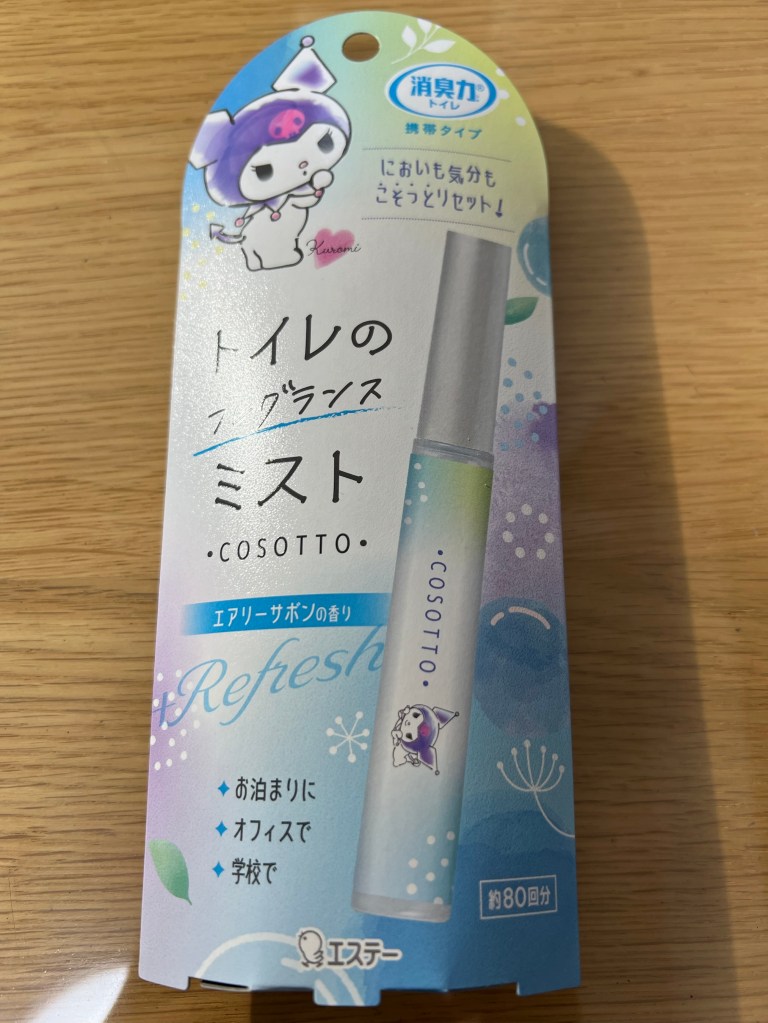 消臭力®
トイレ
携帯タイプ
においも気分も
こそっとリセット♩
Kuromi
トイレの
フレグランス
ミスト
・COSOTTO・
エアリーサボンの香り
+Refresh
・COSOTTO・
お泊まりに
オフィスで
学校で
約80回分
エステー